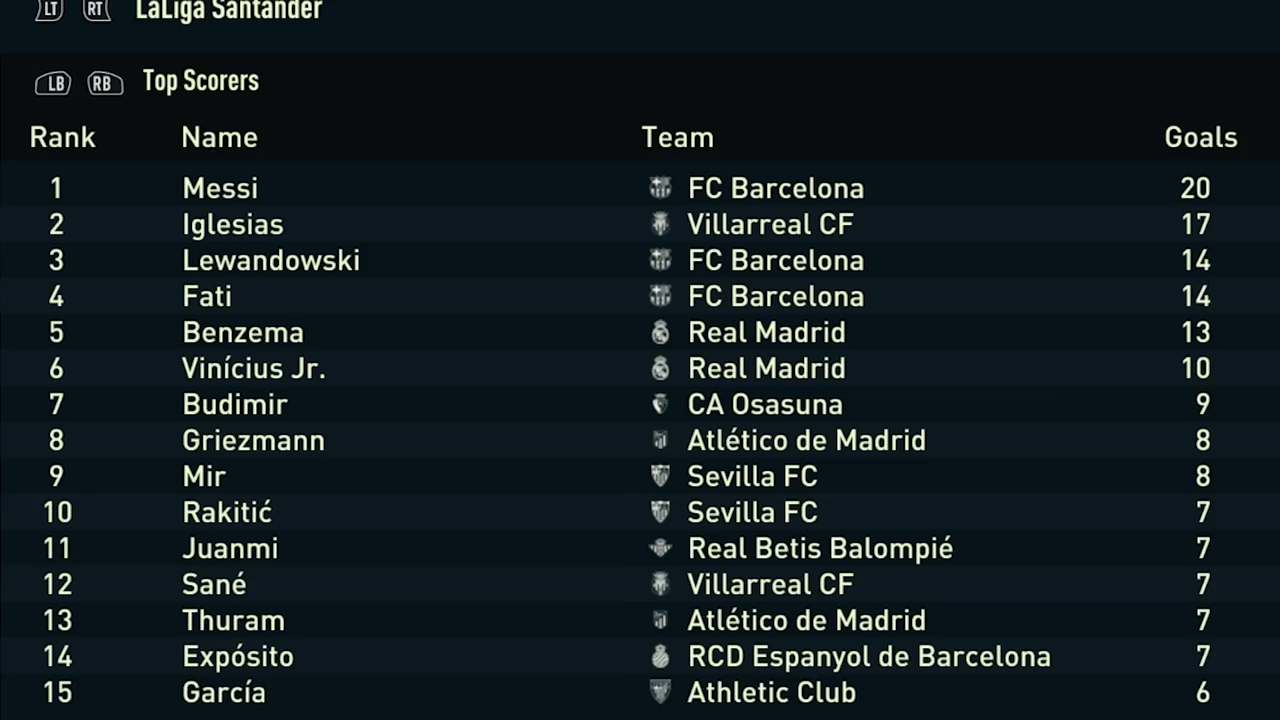 LT RT LaLiga Santander
LB RB Top Scorers
Rank Name Team Goals
1 Messi FC Barcelona 20
2 Iglesias Villarreal CF 17
3 Lewandowski FC Barcelona 14
4 Fati FC Barcelona 14
5 Benzema Real Madrid 13
6 Vinícius Jr. Real Madrid 10
7 Budimir CA Osasuna 9
8 Griezmann Atlético de Madrid 8
9 Mir Sevilla FC 8
10 Rakitić Sevilla FC 7
11 Juanmi Real Betis Balompié 7
12 Sané Villarreal CF 7
13 Thuram Atlético de Madrid 7
14 Expósito RCD Espanyol de Barcelona 7
15 García Athletic Club 6